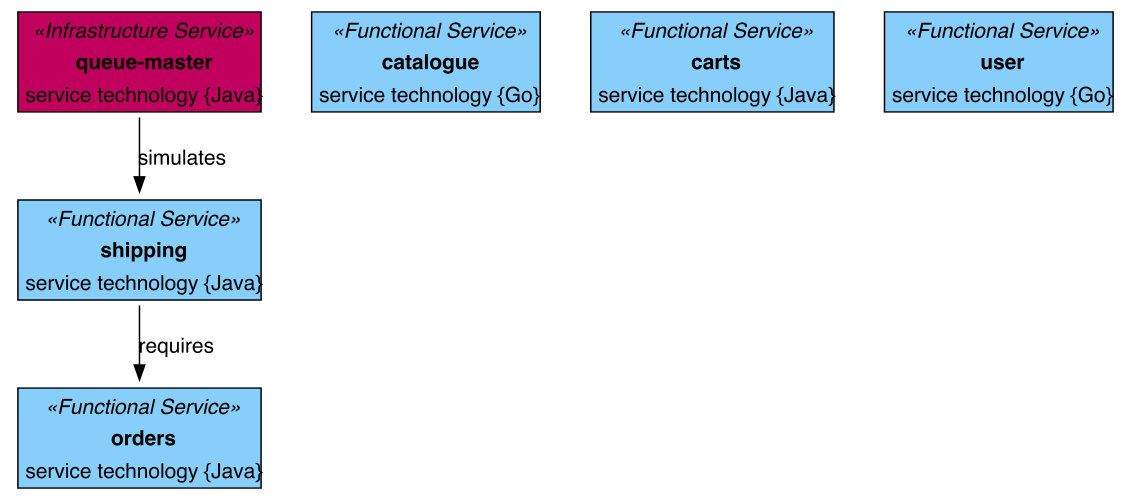 «Infrastructure Service»
queue-master
service technology {Java}
«Functional Service»
catalogue
service technology {Go}
«Functional Service»
carts
service technology {Java}
«Functional Service»
user
service technology {Go}
simulates
«Functional Service»
shipping
service technology {Java}
requires
«Functional Service»
orders
service technology {Java}